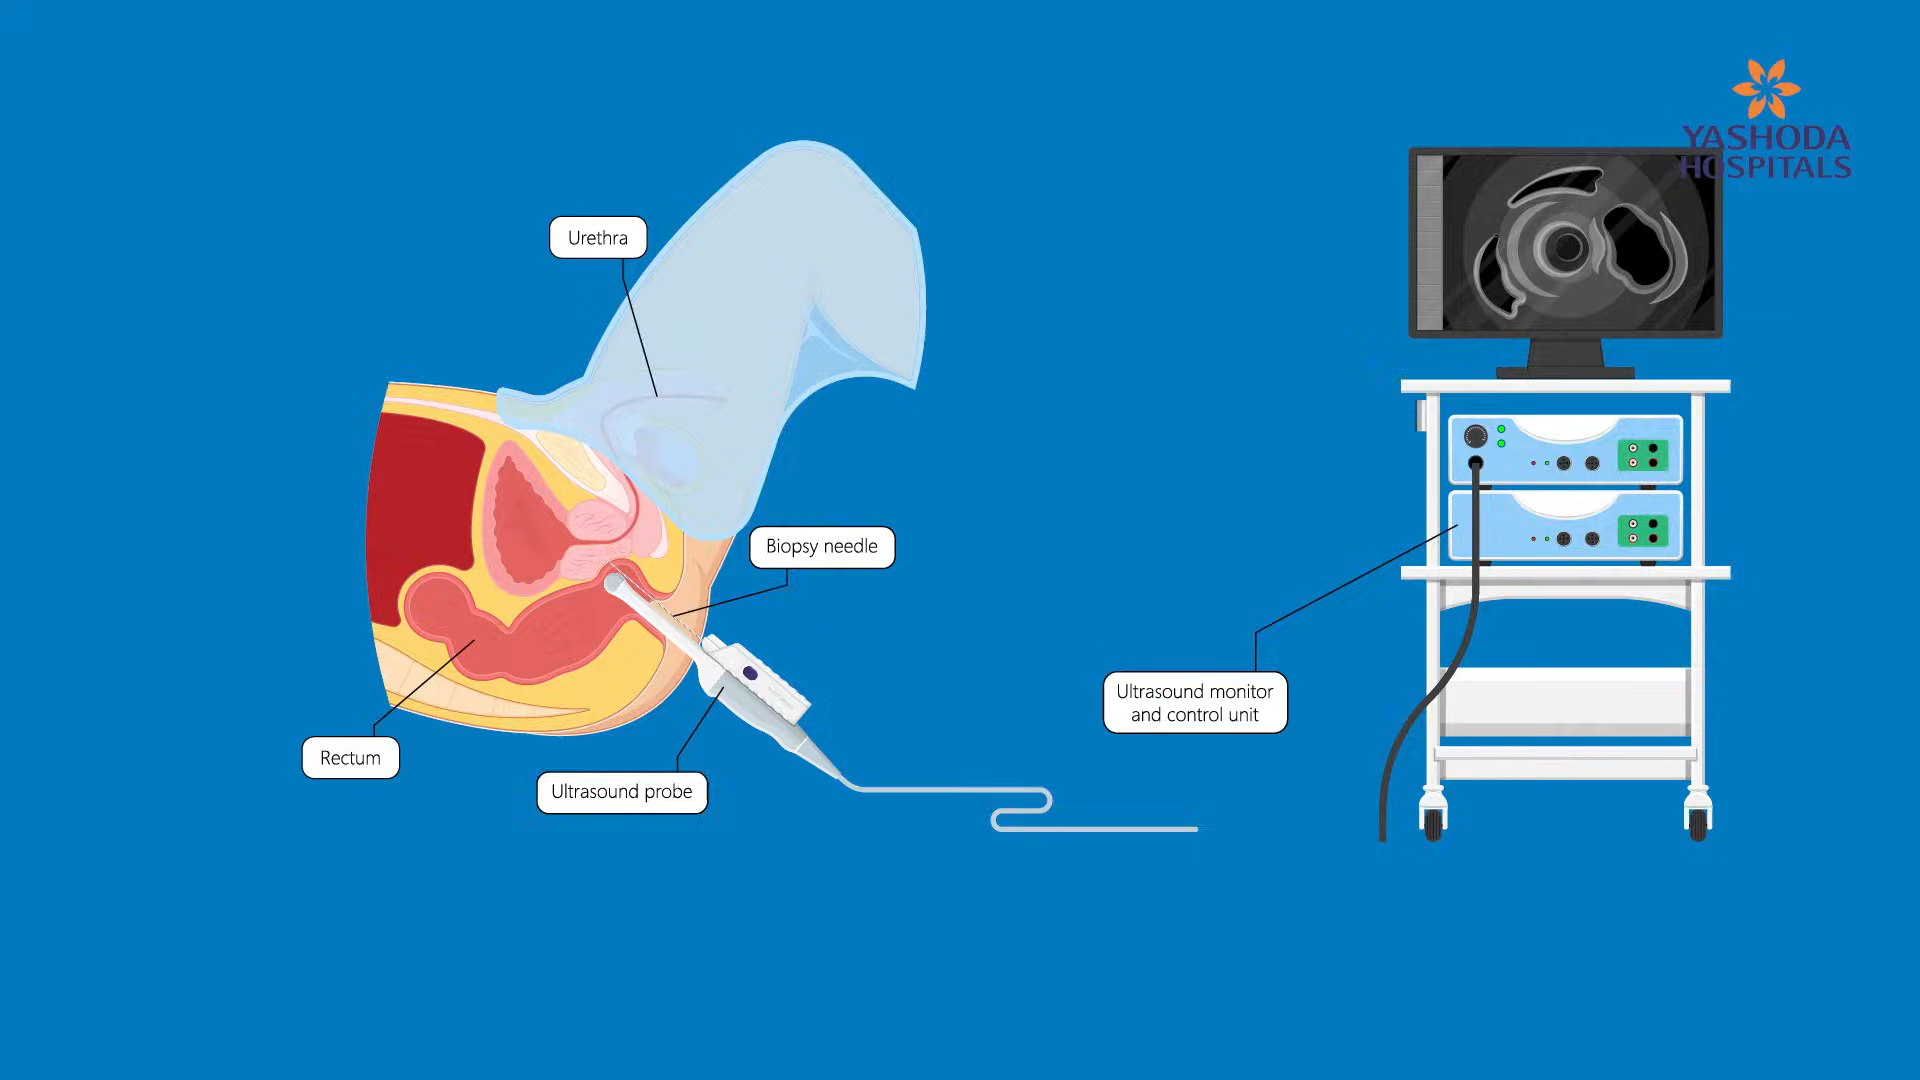 YASHODA
HOSPITALS
Urethra
Biopsy needle
Ultrasound monitor
and control unit
Rectum
Ultrasound probe